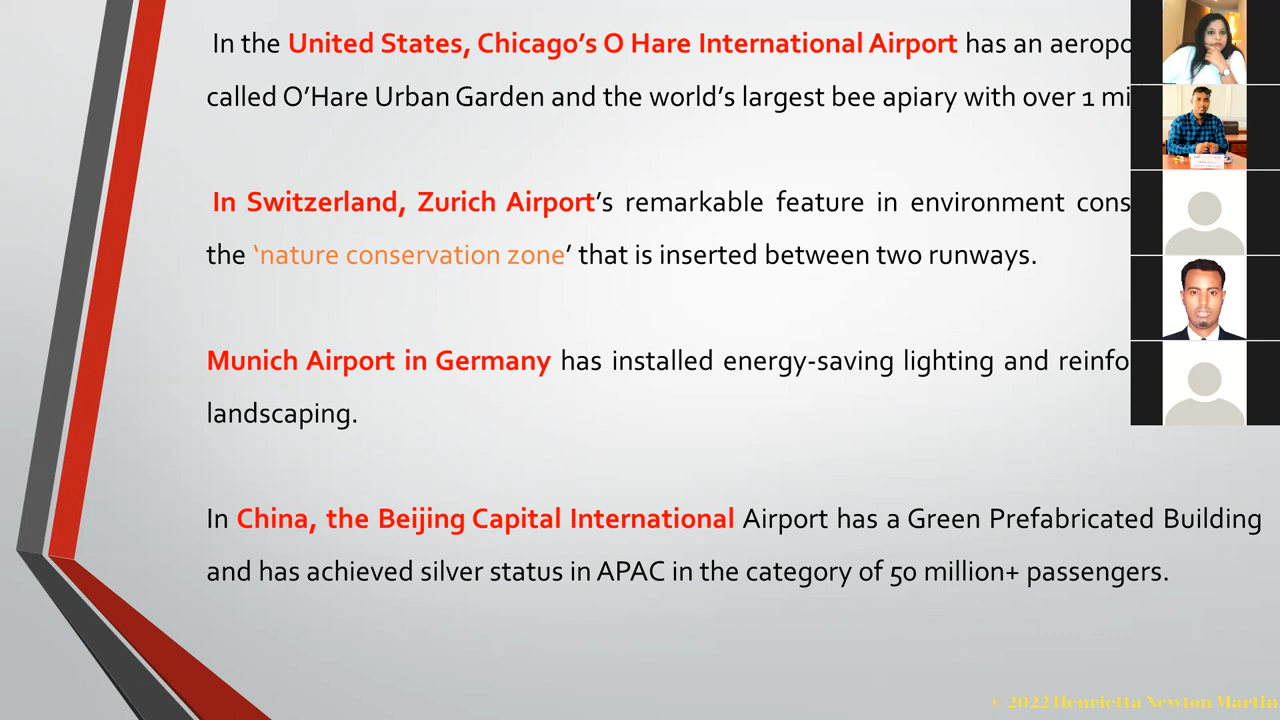 In the United States, Chicago’s O Hare International Airport has an
called O’Hare Urban Garden and the world’s largest bee apiary with over 1
In Switzerland, Zurich Airport’s remarkable feature in environment
the ‘nature conservation zone’ that is inserted between two runways.
Munich Airport in Germany has installed energy-saving lighting and
landscaping.
In China, the Beijing Capital International Airport has a Green Prefabricated Building
and has achieved silver status in APAC in the category of 50 million+ passengers.
© 2022 Henrietta Newton Martin